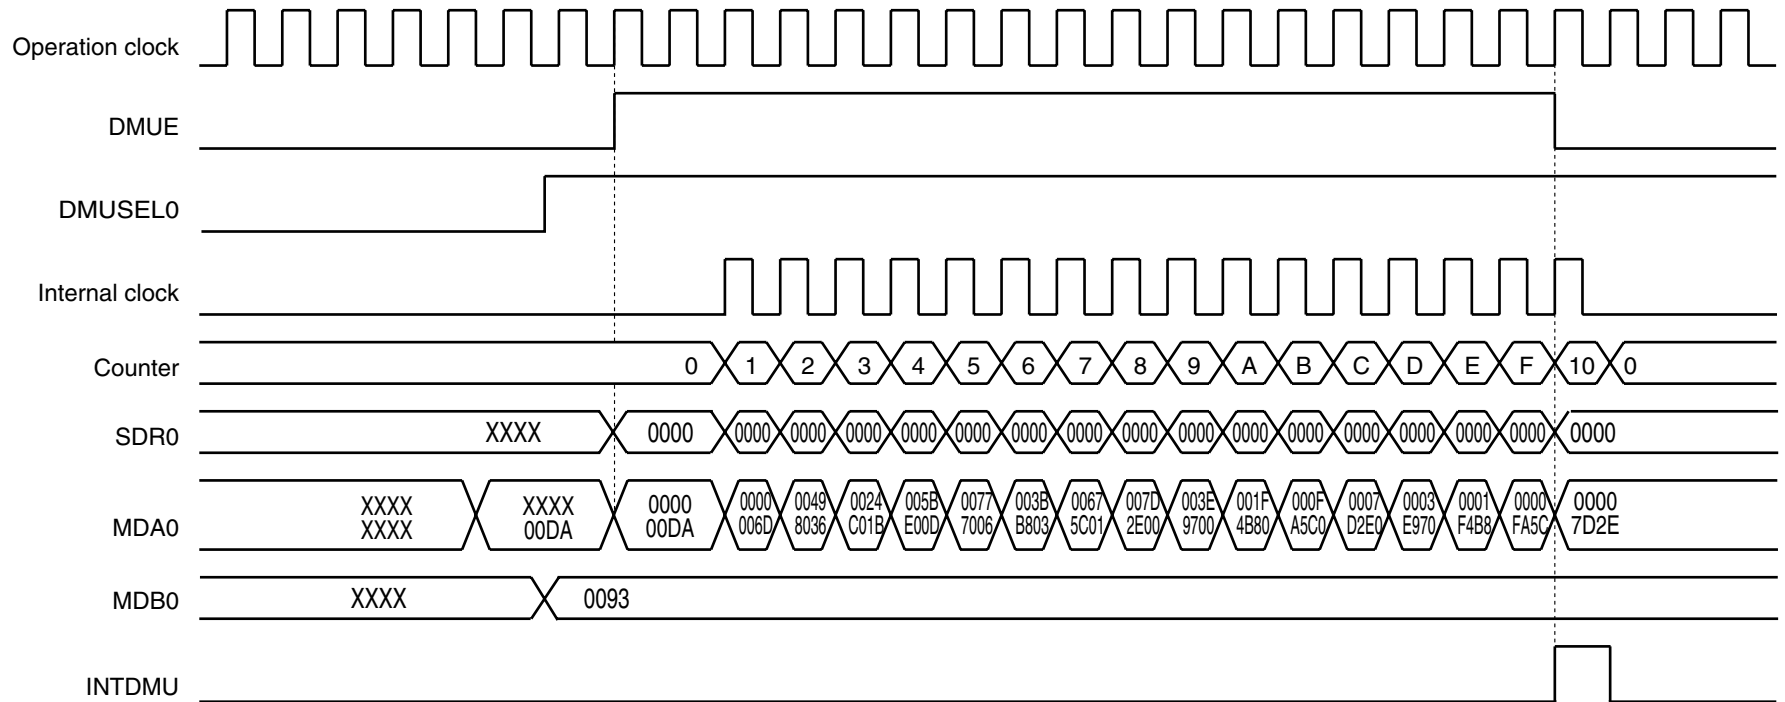 Operation clock
DMUE
DMUSEL0
Internal clock
Counter 0 1 2 3 4 5 6 7 8 9 A B C D E F 10 0
SDR0 XXXX 0000 0000 0000 0000 0000 0000 0000 0000 0000 0000 0000 0000 0000 0000 0000 0000 0000
XXXX XXXX 0000 0000 0049 0024 005B 0077 003B 0067 007D 003E 001F 000F 0007 0003 0001 0000 0000
MDA0 XXXX 00DA 00DA 006D 8036 C01B E00D 7006 B803 5C01 2E00 9700 4B80 A5C0 D2E0 E970 F4B8 FA5C 7D2E
MDB0 XXXX 0093
INTDMU